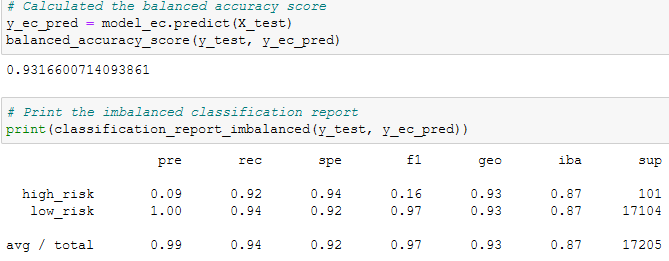 # Calculated the balanced accuracy score
y_ec_pred = model_ec.predict(X_test)
balanced_accuracy_score(y_test, y_ec_pred)
0.9316600714093861
# Print the imbalanced classification report
print(classification_report_imbalanced(y_test, y_ec_pred))
pre rec spe f1 geo iba sup
high_risk 0.09 0.92 0.94 0.16 0.93 0.87 101
low_risk 1.00 0.94 0.92 0.97 0.93 0.87 17104
avg / total 0.99 0.94 0.92 0.97 0.93 0.87 17205